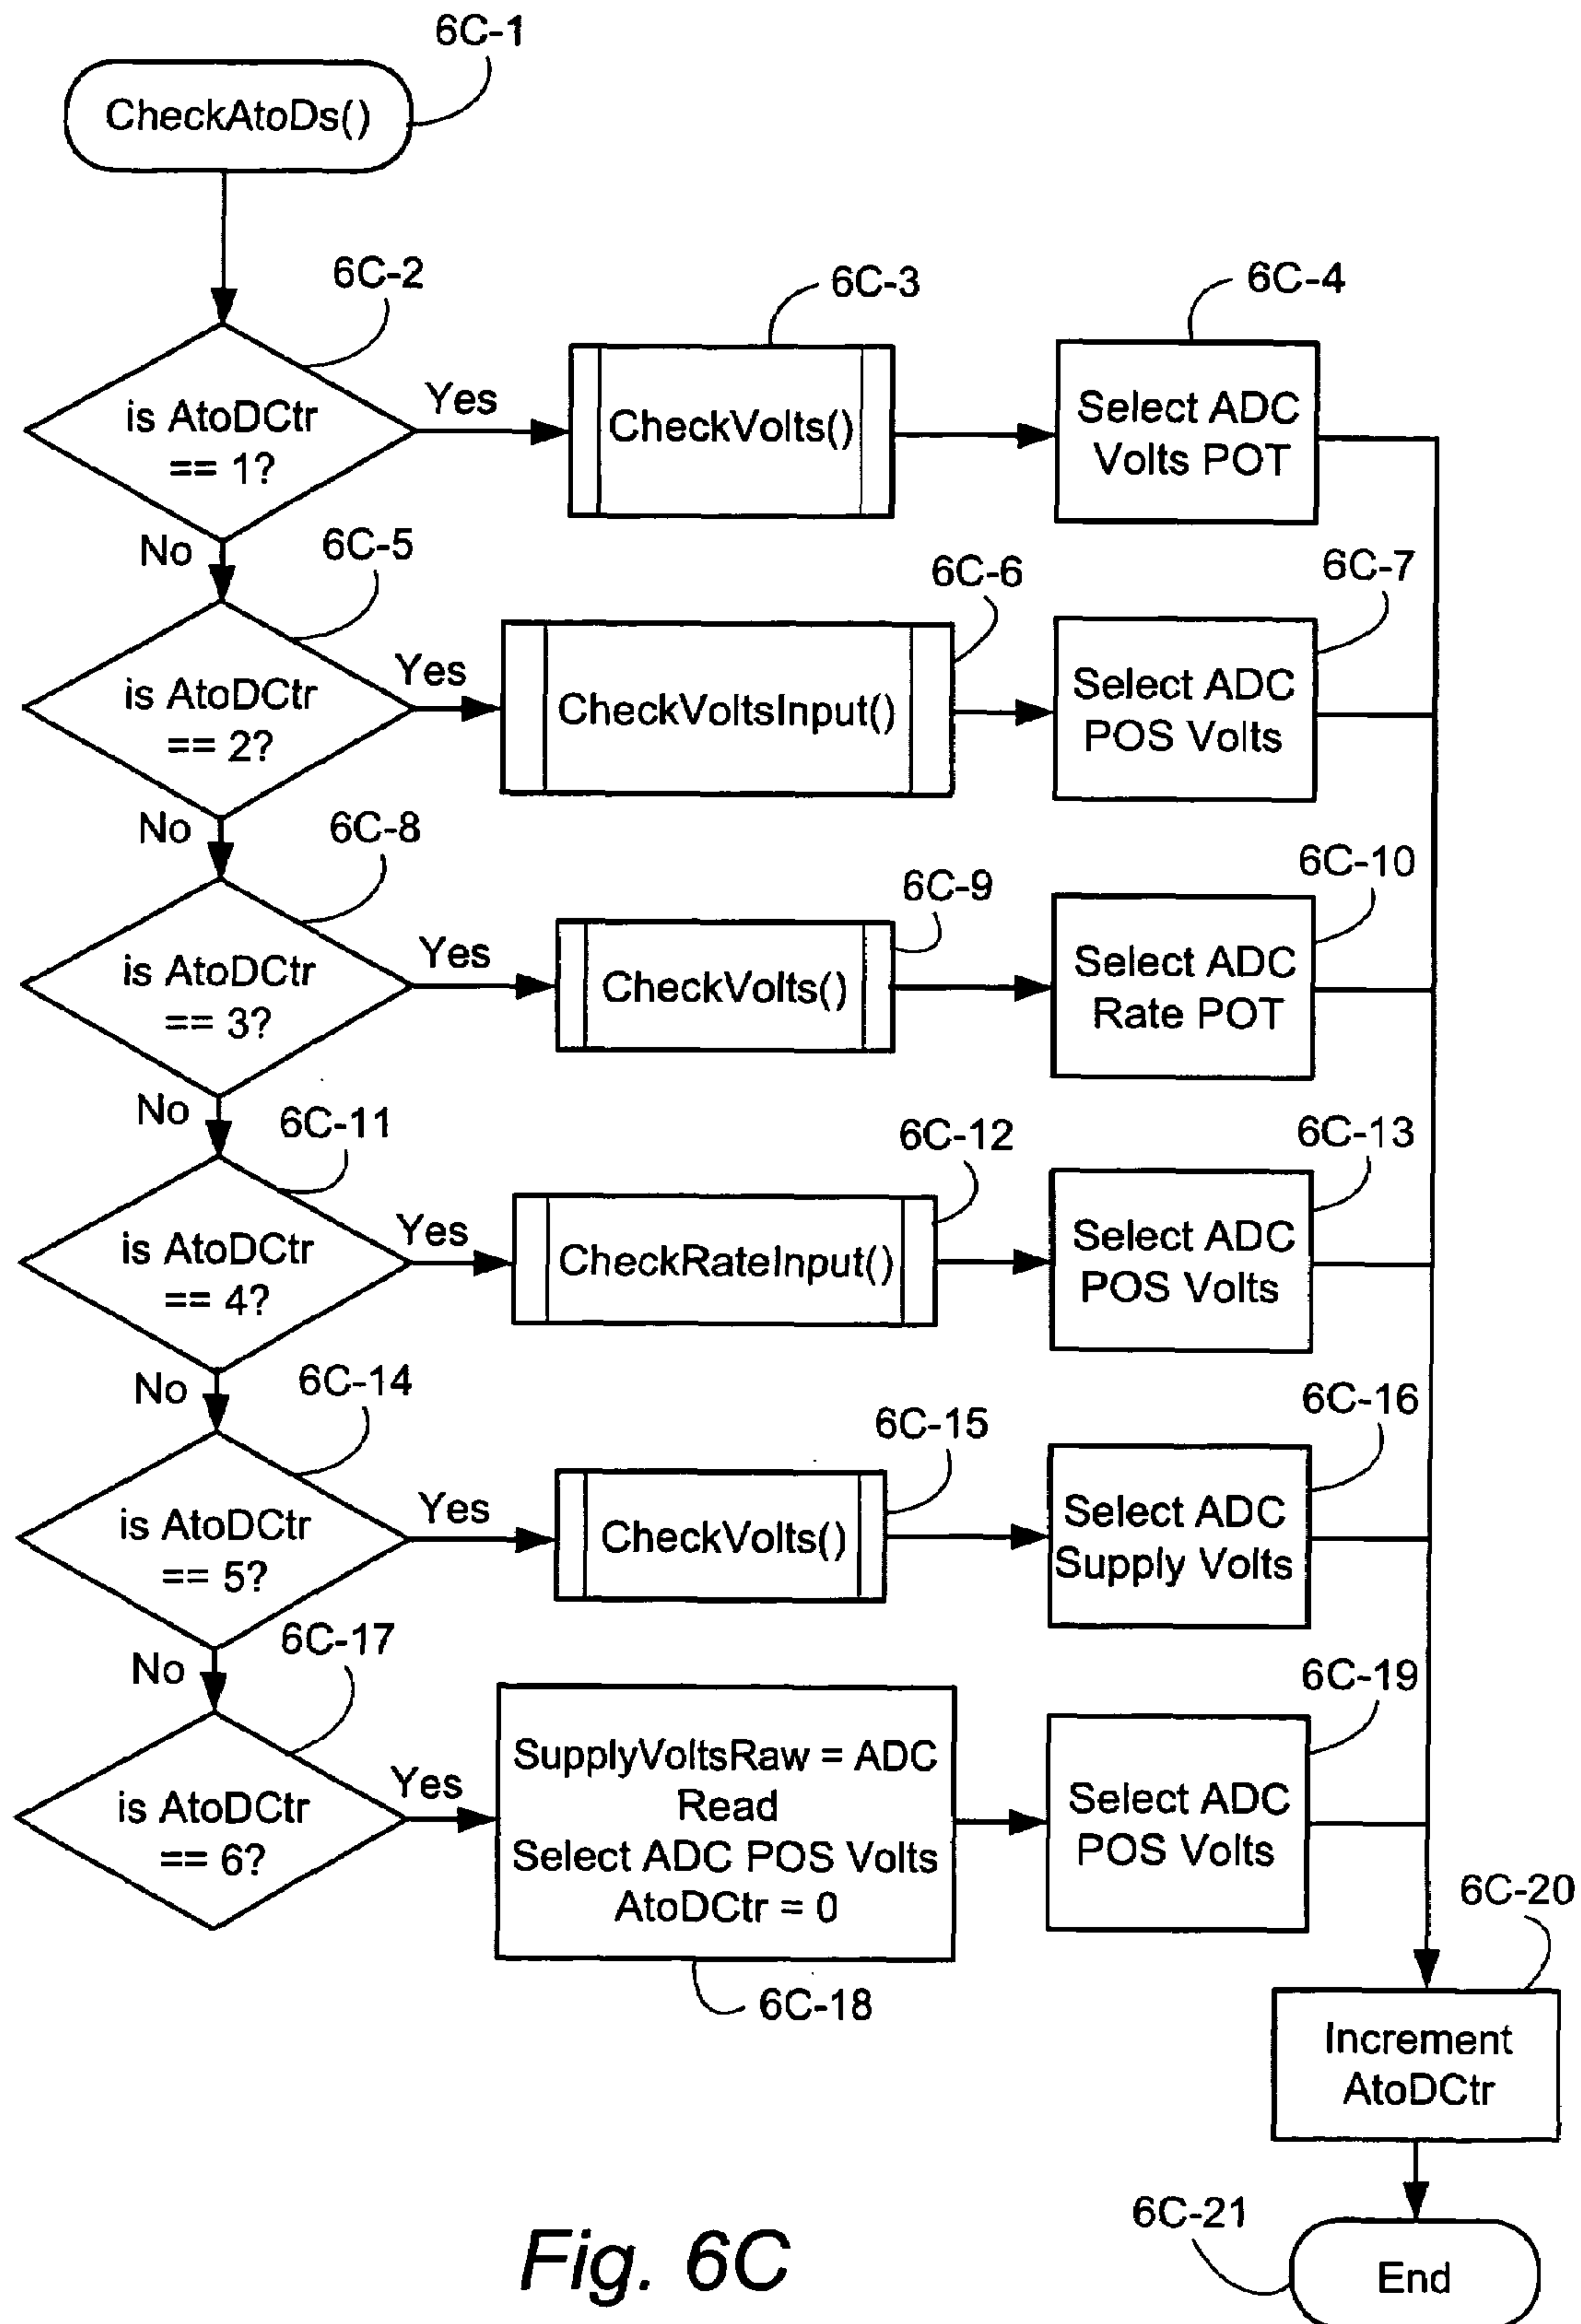 6C-1
CheckAtoDs()
6C-2
6C-3
6C-4
is AtoDCtr
== 1?
Yes
CheckVolts()
Select ADC
Volts POT
No
6C-5
6C-6
6C-7
is AtoDCtr
== 2?
Yes
CheckVoltsInput()
Select ADC
POS Volts
No
6C-8
6C-9
6C-10
is AtoDCtr
== 3?
Yes
CheckVolts()
Select ADC
Rate POT
No
6C-11
6C-12
6C-13
is AtoDCtr
== 4?
Yes
CheckRateInput()
Select ADC
POS Volts
No
6C-14
6C-15
6C-16
is AtoDCtr
== 5?
Yes
CheckVolts()
Select ADC
Supply Volts
No
6C-17
6C-19
is AtoDCtr
== 6?
Yes
SupplyVoltsRaw = ADC
Read
Select ADC POS Volts
AtoDCtr = 0
Select ADC
POS Volts
6C-18
6C-20
Increment
AtoDCtr
6C-21
End
Fig. 6C